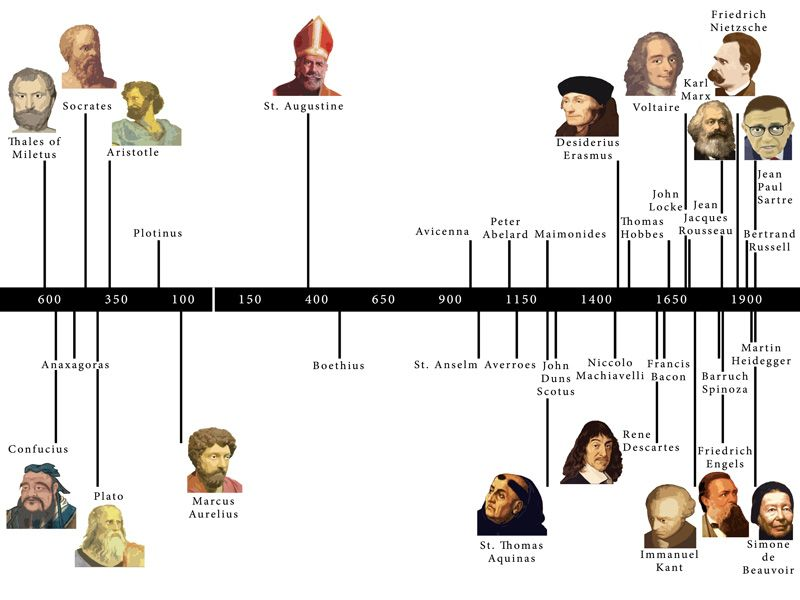 Friedrich
Nietzsche
Karl
Marx
Voltaire
Socrates
St. Augustine
Thales of
Miletus
Aristotle
Desiderius
Erasmus
Jean
Paul
Sartre
John
Locke
Jean
Jacques
Rousseau
Plotinus
Avicenna
Peter
Abelard
Maimonides
Thomas
Hobbes
Bertrand
Russell
600 350 100 150 400 650 900 1150 1400 1650 1900
Anaxagoras
Boethius
St. Anselm
Averroes
John
Duns
Scotus
Niccolo
Machiavelli
Francis
Bacon
Martin
Heidegger
Barruch
Spinoza
Confucius
Rene
Descartes
Friedrich
Engels
Plato
Marcus
Aurelius
St. Thomas
Aquinas
Immanuel
Kant
Simone
de
Beauvoir